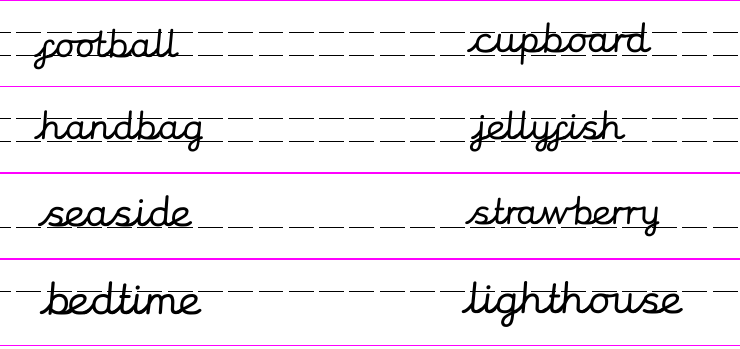 football cupboard
handbag jellyfish
seaside strawberry
bedtime lighthouse